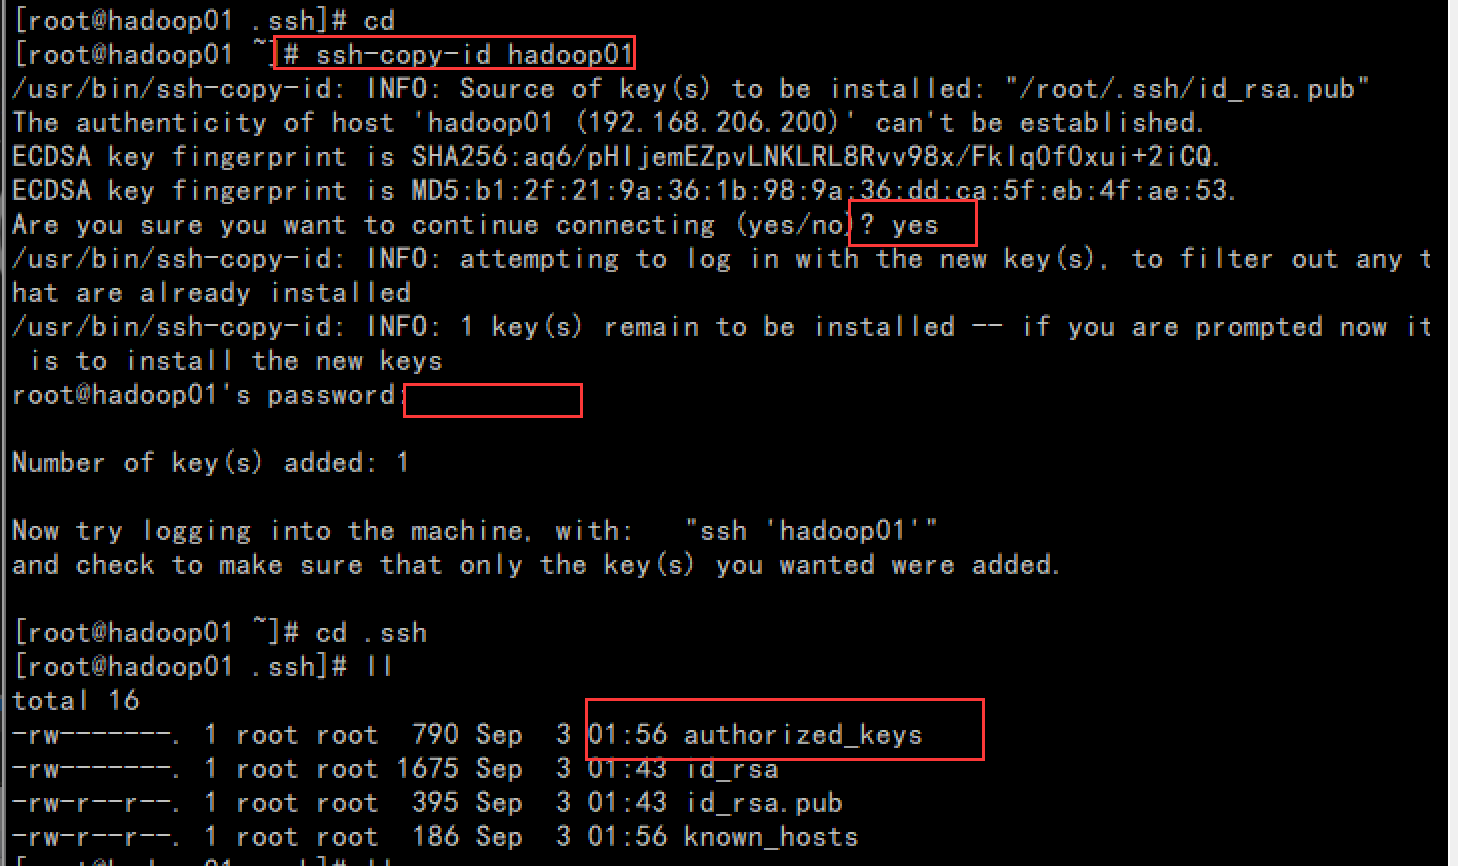 [root@hadoop01 .ssh]# cd
[root@hadoop01 ~]# ssh-copy-id hadoop01
/usr/bin/ssh-copy-id: INFO: Source of key(s) to be installed: "/root/.ssh/id_rsa.pub"
The authenticity of host 'hadoop01 (192.168.206.200)' can't be established.
ECDSA key fingerprint is SHA256:aq6/pHljemEZpvLNKLRL8Rvv98x/FklqOfOxui+2iCQ.
ECDSA key fingerprint is MD5:b1:2f:21:9a:36:1b:98:9a:36:dd:ca:5f:eb:4f:ae:53.
Are you sure you want to continue connecting (yes/no)? yes
/usr/bin/ssh-copy-id: INFO: attempting to log in with the new key(s), to filter out any t
hat are already installed
/usr/bin/ssh-copy-id: INFO: 1 key(s) remain to be installed -- if you are prompted now it
 is to install the new keys
root@hadoop01's password:
Number of key(s) added: 1
Now try logging into the machine, with:   "ssh 'hadoop01'"
and check to make sure that only the key(s) you wanted were added.
[root@hadoop01 ~]# cd .ssh
[root@hadoop01 .ssh]# ll
total 16
-rw-------. 1 root root  790 Sep  3 01:56 authorized_keys
-rw-------. 1 root root 1675 Sep  3 01:43 id_rsa
-rw-r--r--. 1 root root  395 Sep  3 01:43 id_rsa.pub
-rw-r--r--. 1 root root  186 Sep  3 01:56 known_hosts